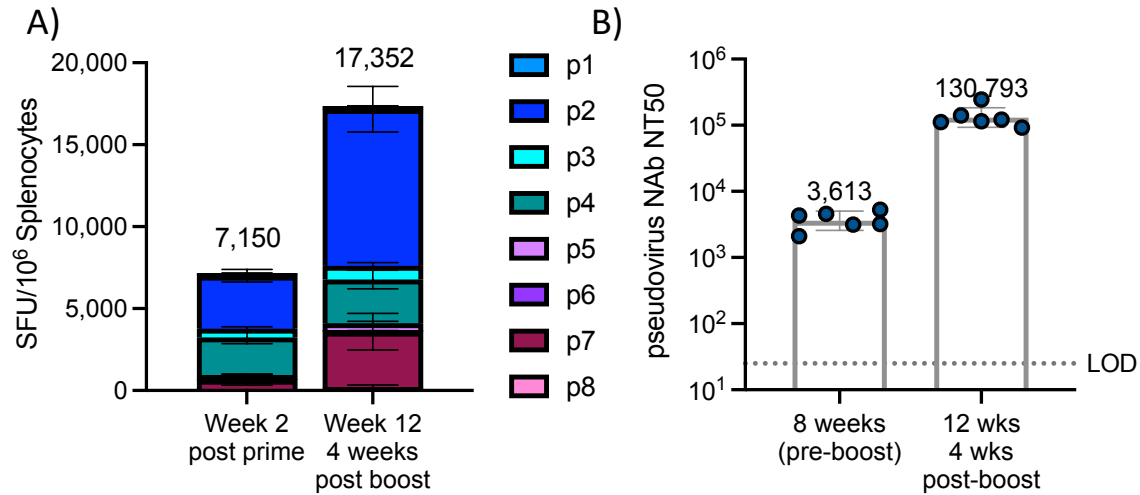 A)
20,000
15,000
10,000
5,000
0
SFU/10⁶ Splenocytes
7,150
17,352
Week 2
post prime
Week 12
4 weeks
post boost
p1
p2
p3
p4
p5
p6
p7
p8
B)
pseudovirus NAb NT50
10⁶
10⁵
10⁴
10³
10²
10¹
3,613
130,793
LOD
8 weeks
(pre-boost)
12 wks
4 wks
post-boost